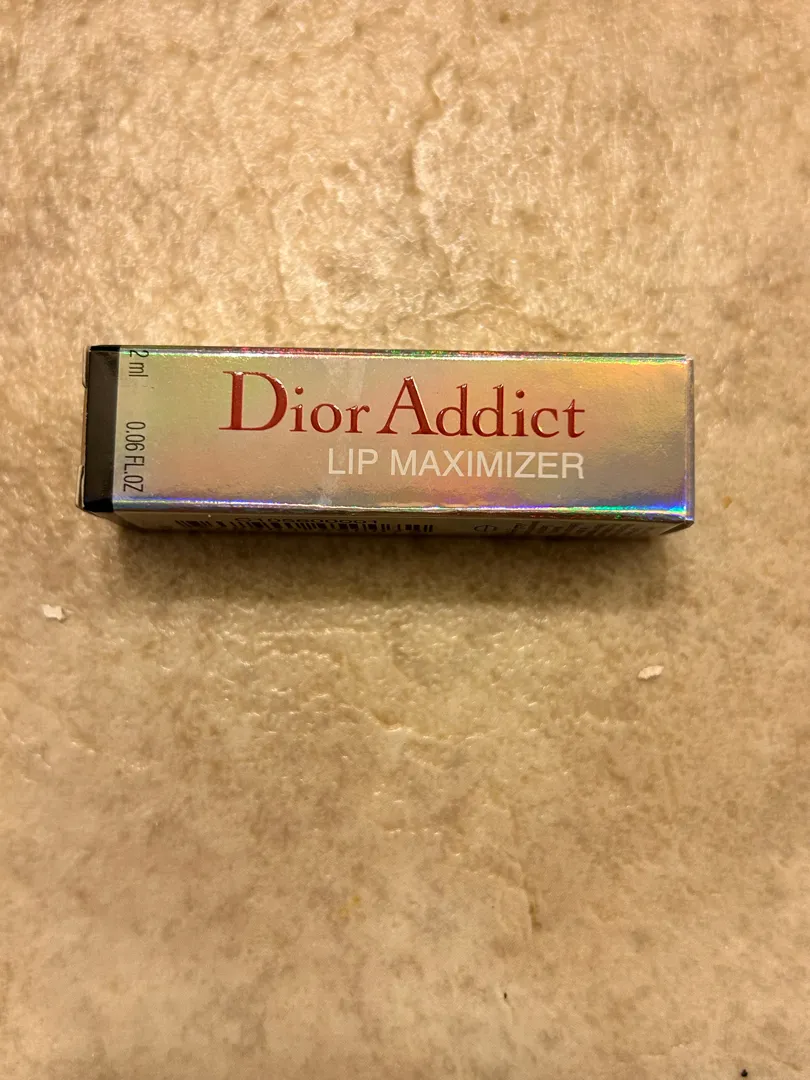 Dior Addict
LIP MAXIMIZER
2 ml
0.06 FL.OZ